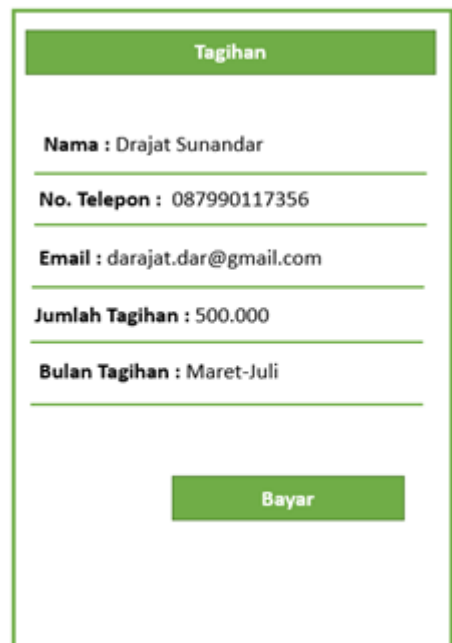 Tagihan
Nama : Drajat Sunandar
No. Telepon : 087990117356
Email : darajat.dar@gmail.com
Jumlah Tagihan : 500.000
Bulan Tagihan : Maret-Juli
Bayar